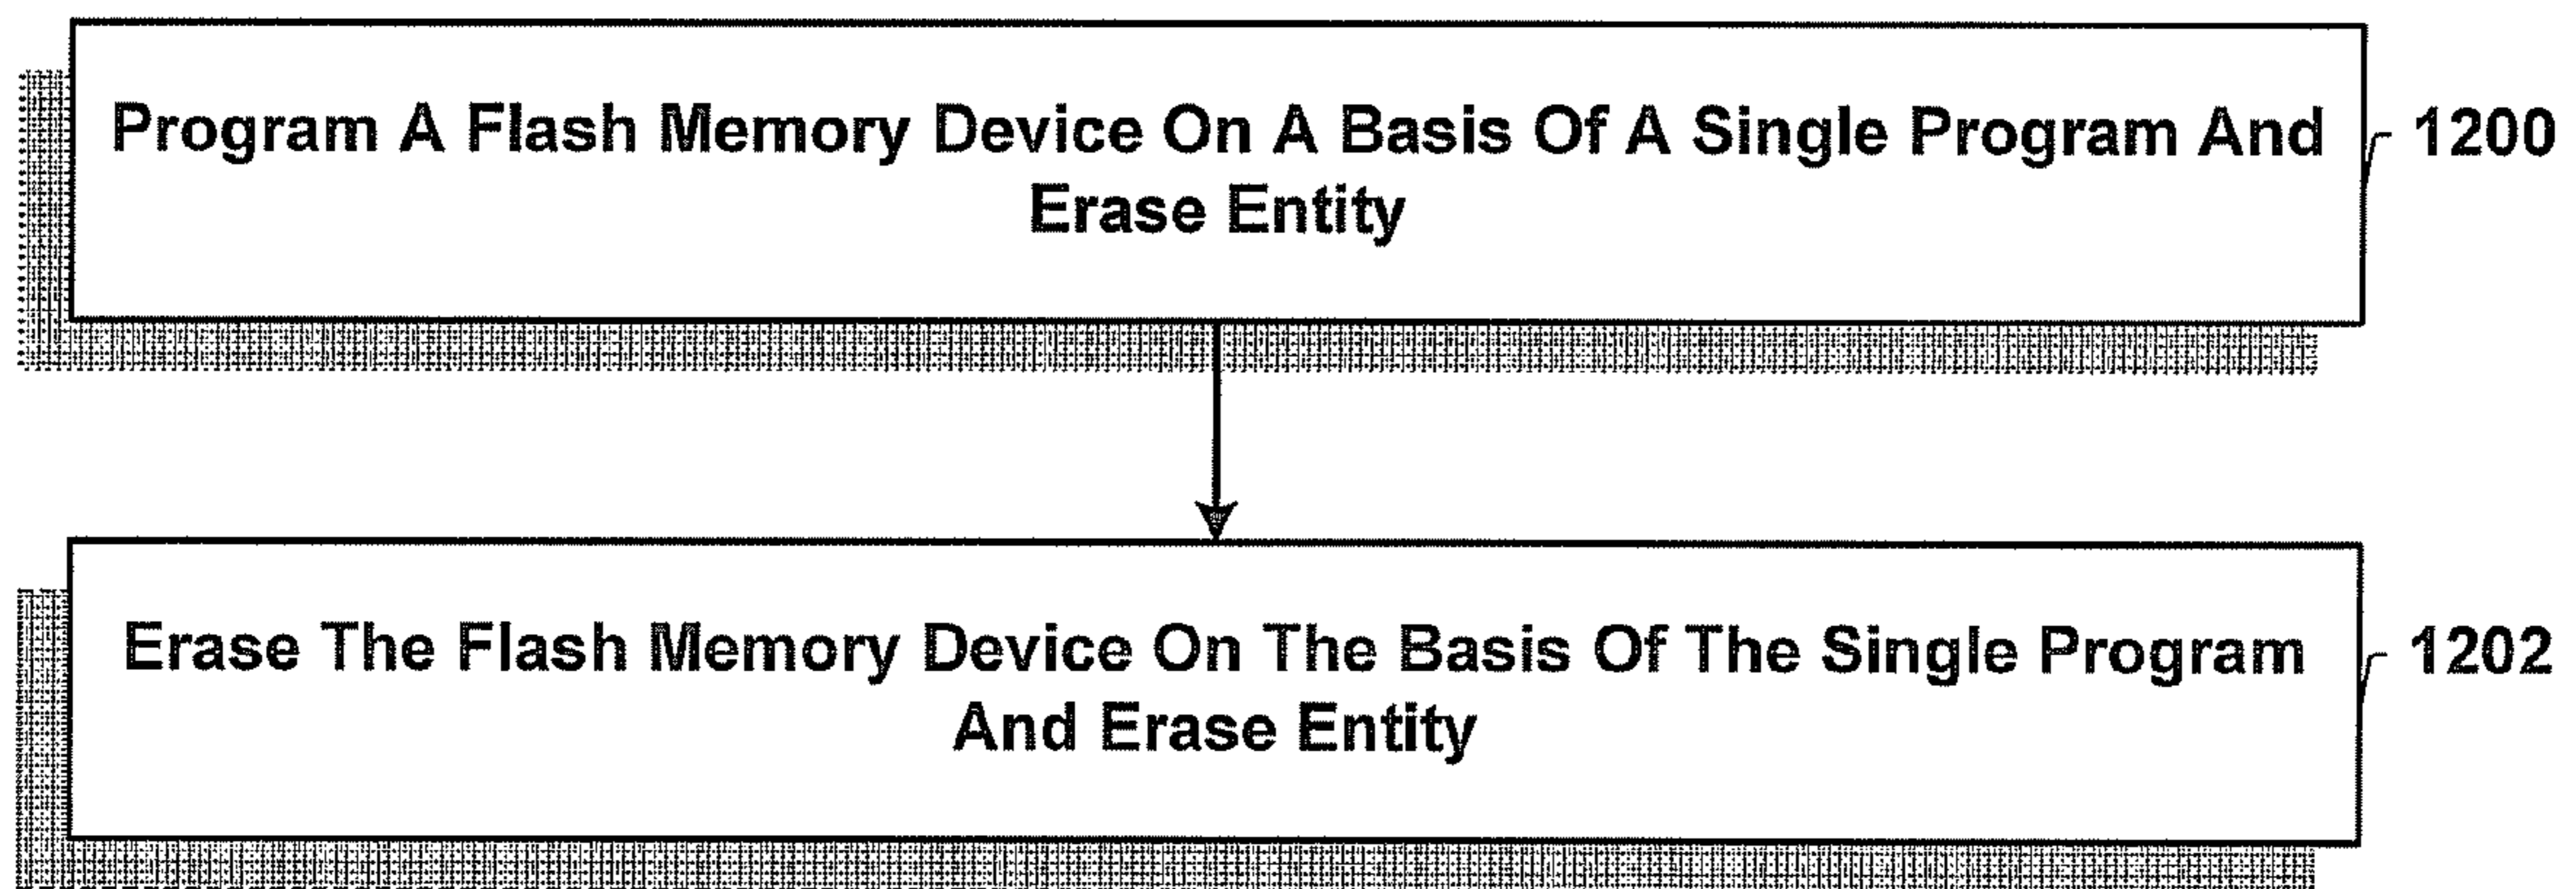 Program A Flash Memory Device On A Basis Of A Single Program And
Erase Entity
1200
Erase The Flash Memory Device On The Basis Of The Single Program
And Erase Entity
1202